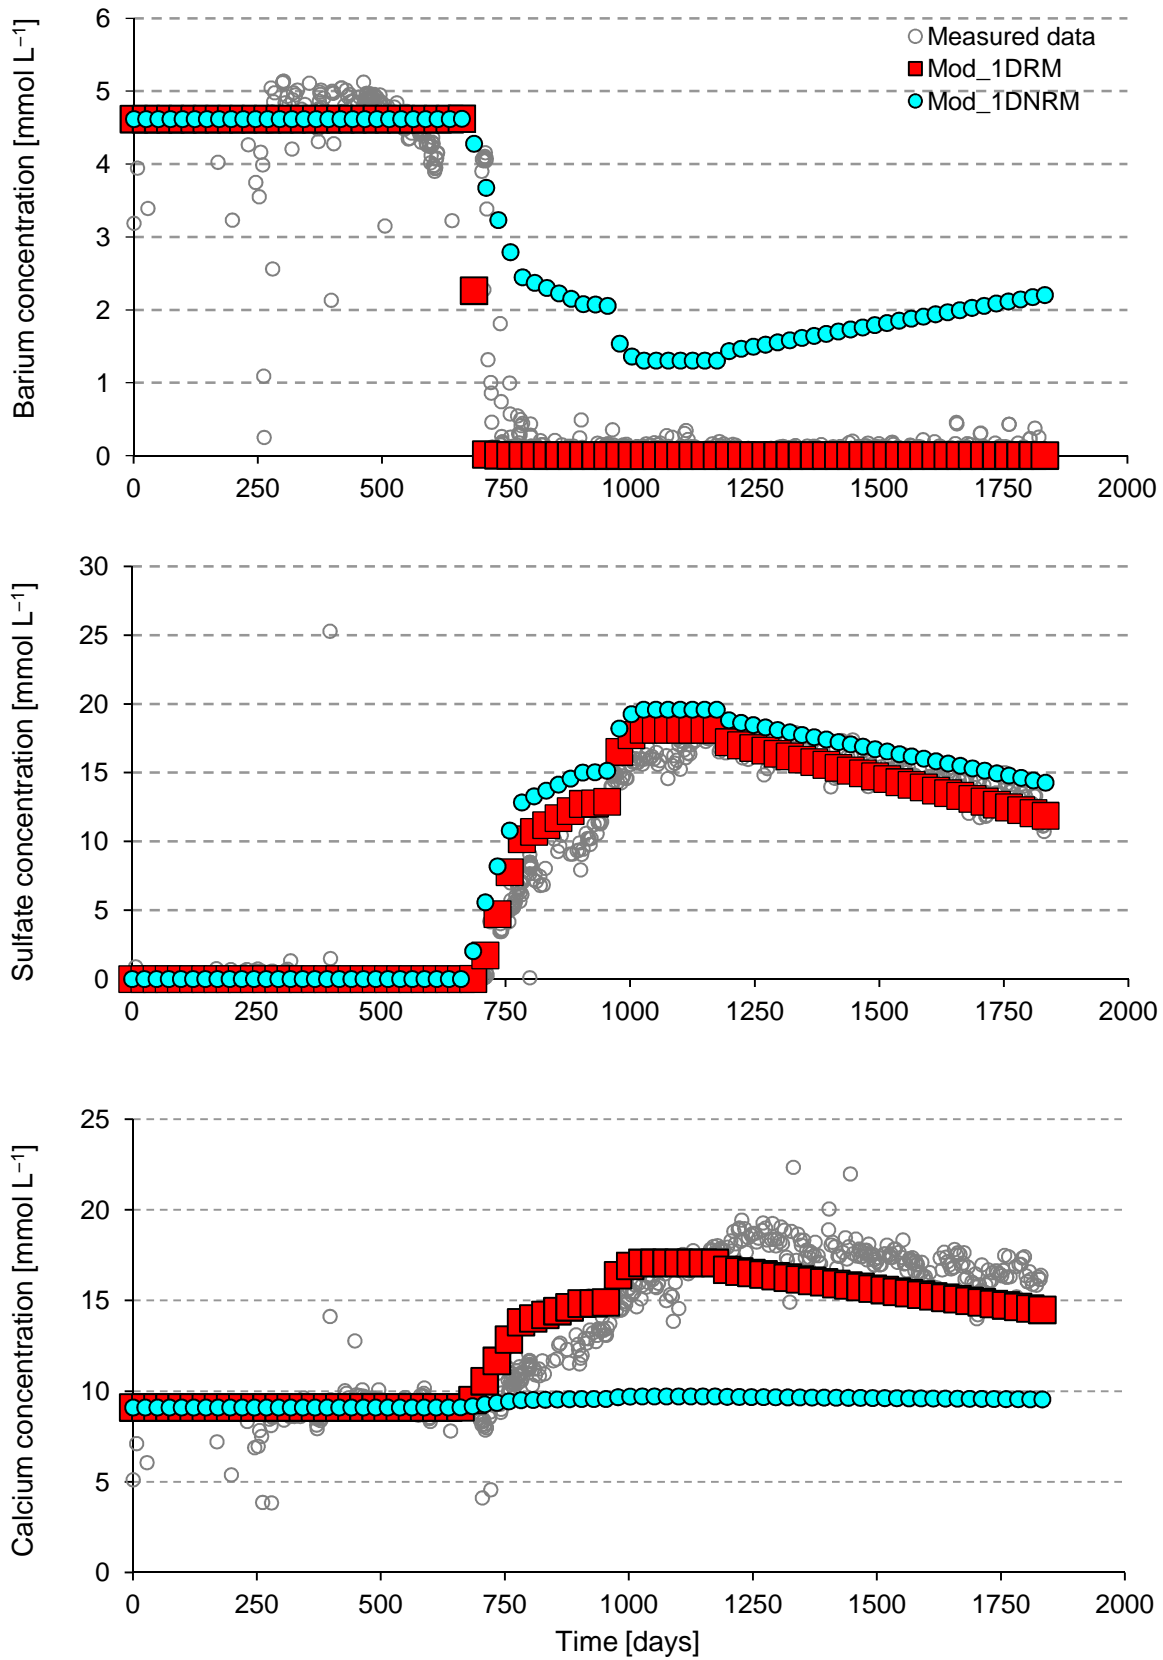 Barium concentration [mmol L⁻¹]
6
5
4
3
2
1
0
Measured data
Mod_1DRM
Mod_1DNRM
0 250 500 750 1000 1250 1500 1750 2000
Sulfate concentration [mmol L⁻¹]
30
25
20
15
10
5
0
0 250 500 750 1000 1250 1500 1750 2000
Calcium concentration [mmol L⁻¹]
25
20
15
10
5
0
0 250 500 750 1000 1250 1500 1750 2000
Time [days]